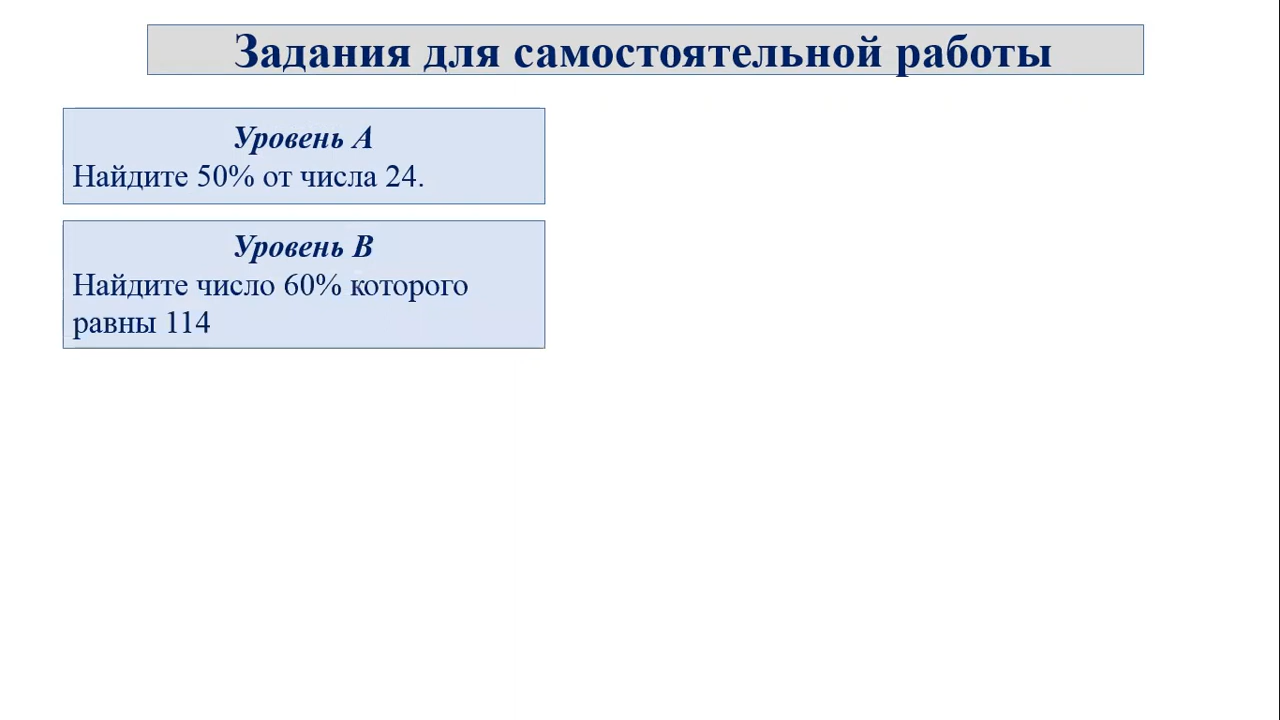 Задания для самостоятельной работы
Уровень А
Найдите 50% от числа 24.
Уровень В
Найдите число 60% которого
равны 114